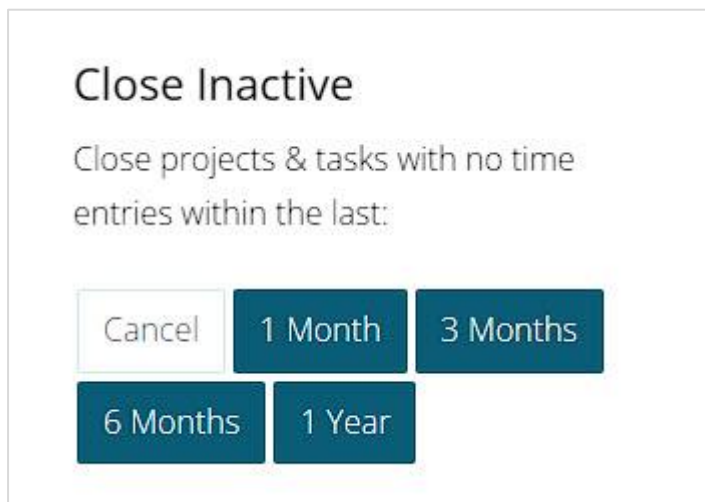 Close Inactive
Close projects & tasks with no time
entries within the last:
Cancel 1 Month 3 Months
6 Months 1 Year